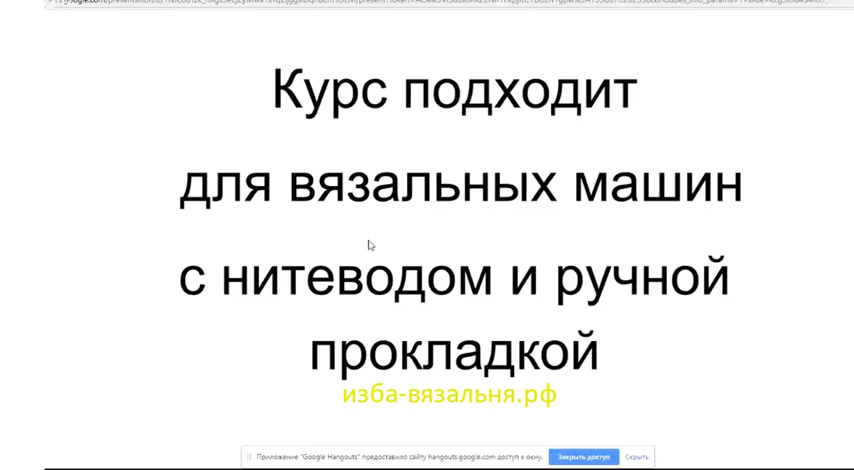 Курс подходит
для вязальных машин
с нитеводом и ручной
прокладкой
изба-вязальня.рф
Приложение "Google Hangouts" предоставило сайту hangouts.google.com доступ к окну. Закрыть доступ Скрыть